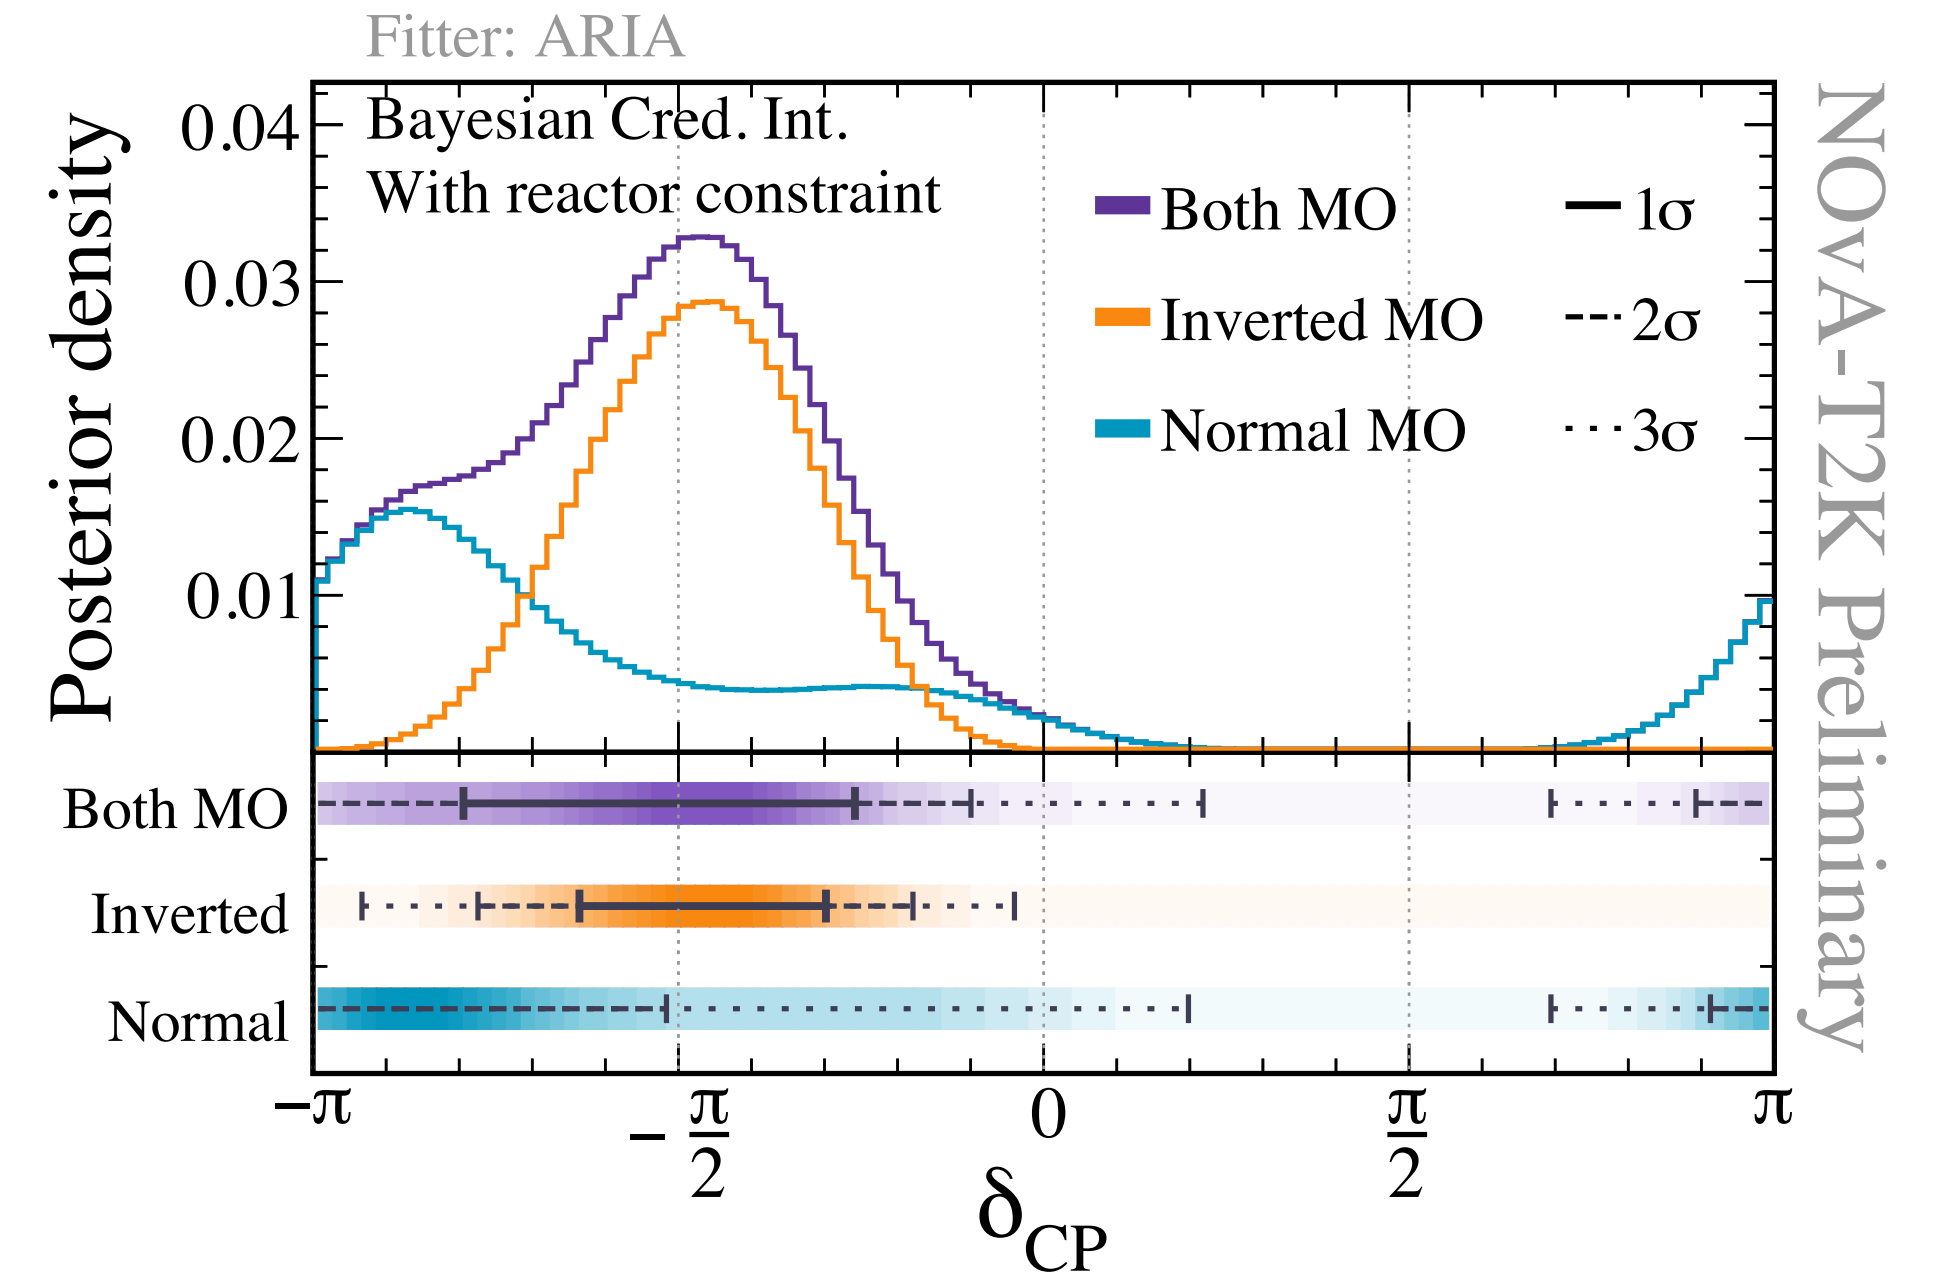 Fitter: ARIA
Bayesian Cred. Int.
With reactor constraint
Posterior density
0.04
0.03
0.02
0.01
Both MO
Inverted MO
Normal MO
1σ
2σ
3σ
NOνA-T2K Preliminary
Both MO
Inverted
Normal
−π
−π/2
0
π/2
π
δCP